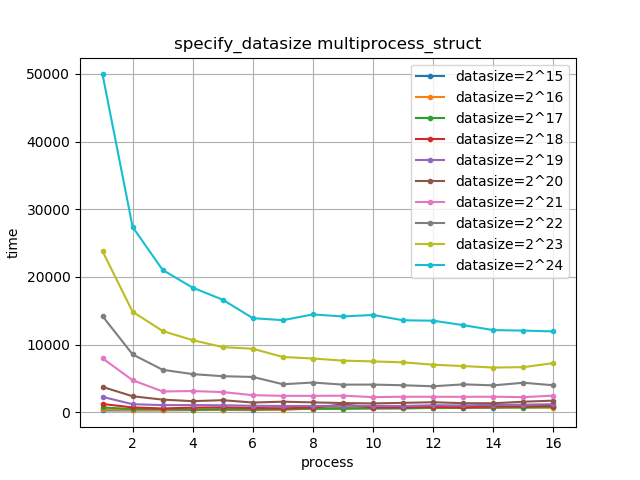 specify_datasize multiprocess_struct
50000
40000
30000
20000
10000
0
time
2 4 6 8 10 12 14 16
process
datasize=2^15
datasize=2^16
datasize=2^17
datasize=2^18
datasize=2^19
datasize=2^20
datasize=2^21
datasize=2^22
datasize=2^23
datasize=2^24